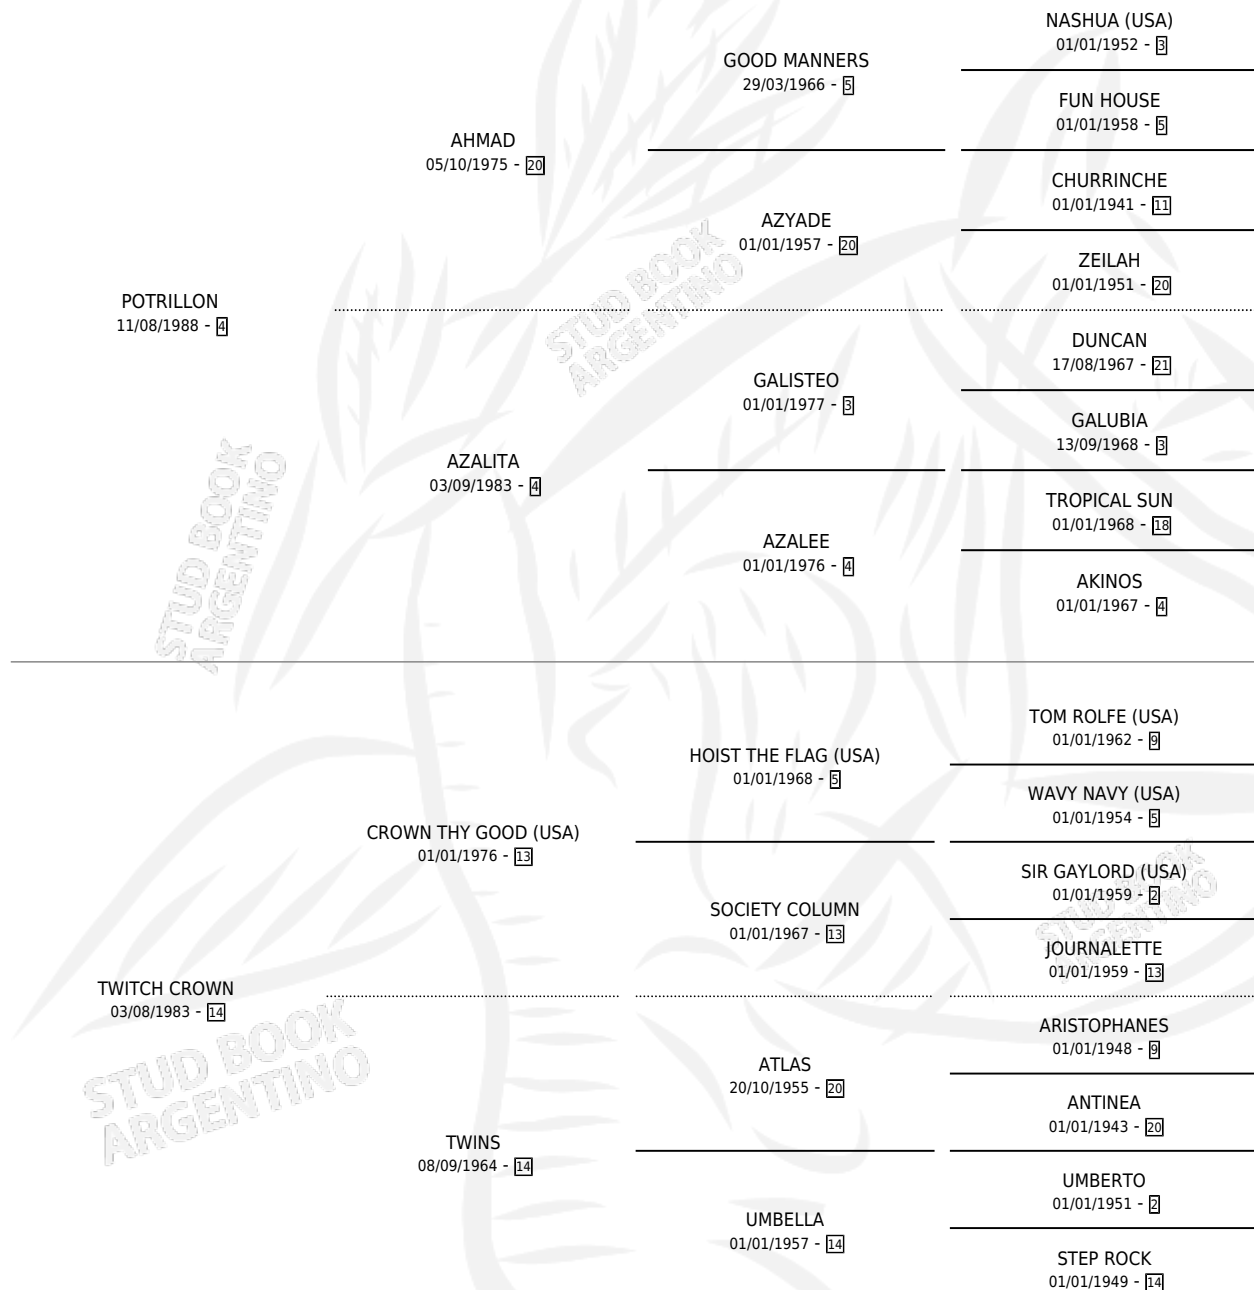 NASHUA (USA)
01/01/1952 - 3
GOOD MANNERS
29/03/1966 - 5
FUN HOUSE
01/01/1958 - 5
AHMAD
05/10/1975 - 20
CHURRINCHE
01/01/1941 - 11
AZYADE
01/01/1957 - 20
ZEILAH
01/01/1951 - 20
POTRILLON
11/08/1988 - 4
DUNCAN
17/08/1967 - 21
GALISTEO
01/01/1977 - 3
GALUBIA
13/09/1968 - 3
AZALITA
03/09/1983 - 4
TROPICAL SUN
01/01/1968 - 18
AZALEE
01/01/1976 - 4
AKINOS
01/01/1967 - 4
STUD BOOK
ARGENTINO
STUD BOOK
ARGENTINO
TOM ROLFE (USA)
01/01/1962 - 9
HOIST THE FLAG (USA)
01/01/1968 - 5
WAVY NAVY (USA)
01/01/1954 - 5
CROWN THY GOOD (USA)
01/01/1976 - 13
SIR GAYLORD (USA)
01/01/1959 - 2
SOCIETY COLUMN
01/01/1967 - 13
JOURNALETTE
01/01/1959 - 13
TWITCH CROWN
03/08/1983 - 14
ARISTOPHANES
01/01/1948 - 9
ATLAS
20/10/1955 - 20
ANTINEA
01/01/1943 - 20
TWINS
08/09/1964 - 14
UMBERTO
01/01/1951 - 2
UMBELLA
01/01/1957 - 14
STEP ROCK
01/01/1949 - 14
STUD BOOK
ARGENTINO
STUD BOOK
ARGENTINO